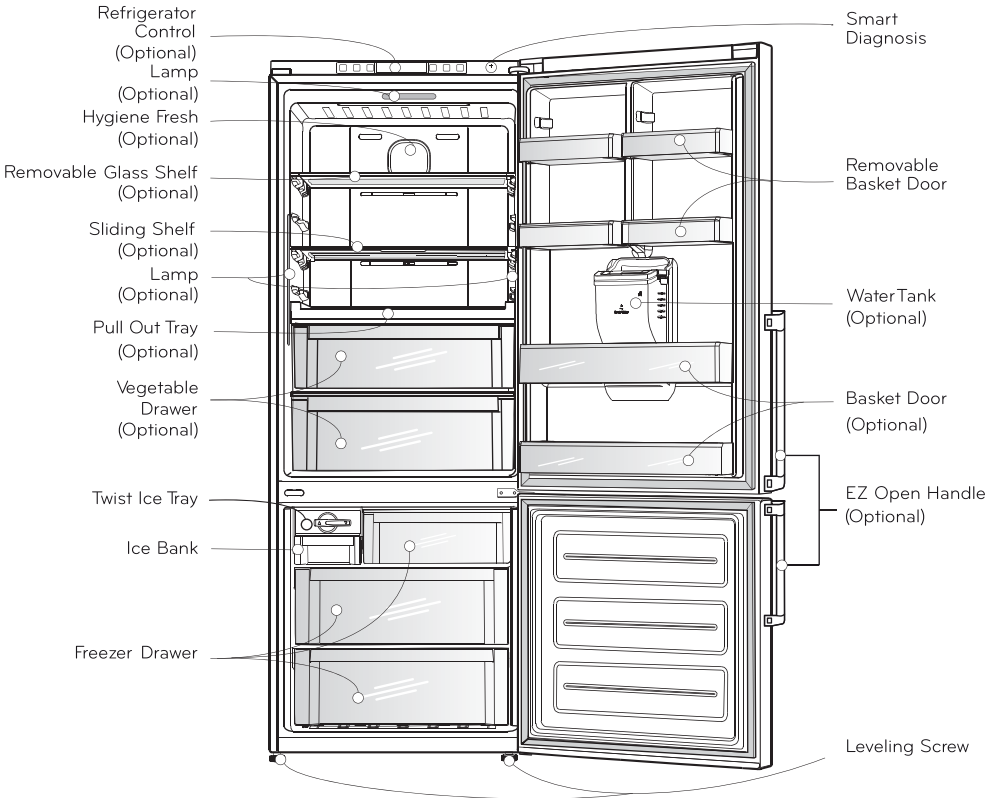 Refrigerator
Control
(Optional)
Lamp
(Optional)
Hygiene Fresh
(Optional)
Removable Glass Shelf
(Optional)
Sliding Shelf
(Optional)
Lamp
(Optional)
Pull Out Tray
(Optional)
Vegetable
Drawer
(Optional)
Twist Ice Tray
Ice Bank
Freezer Drawer
Smart
Diagnosis
Removable
Basket Door
Water Tank
(Optional)
Basket Door
(Optional)
EZ Open Handle
(Optional)
Leveling Screw